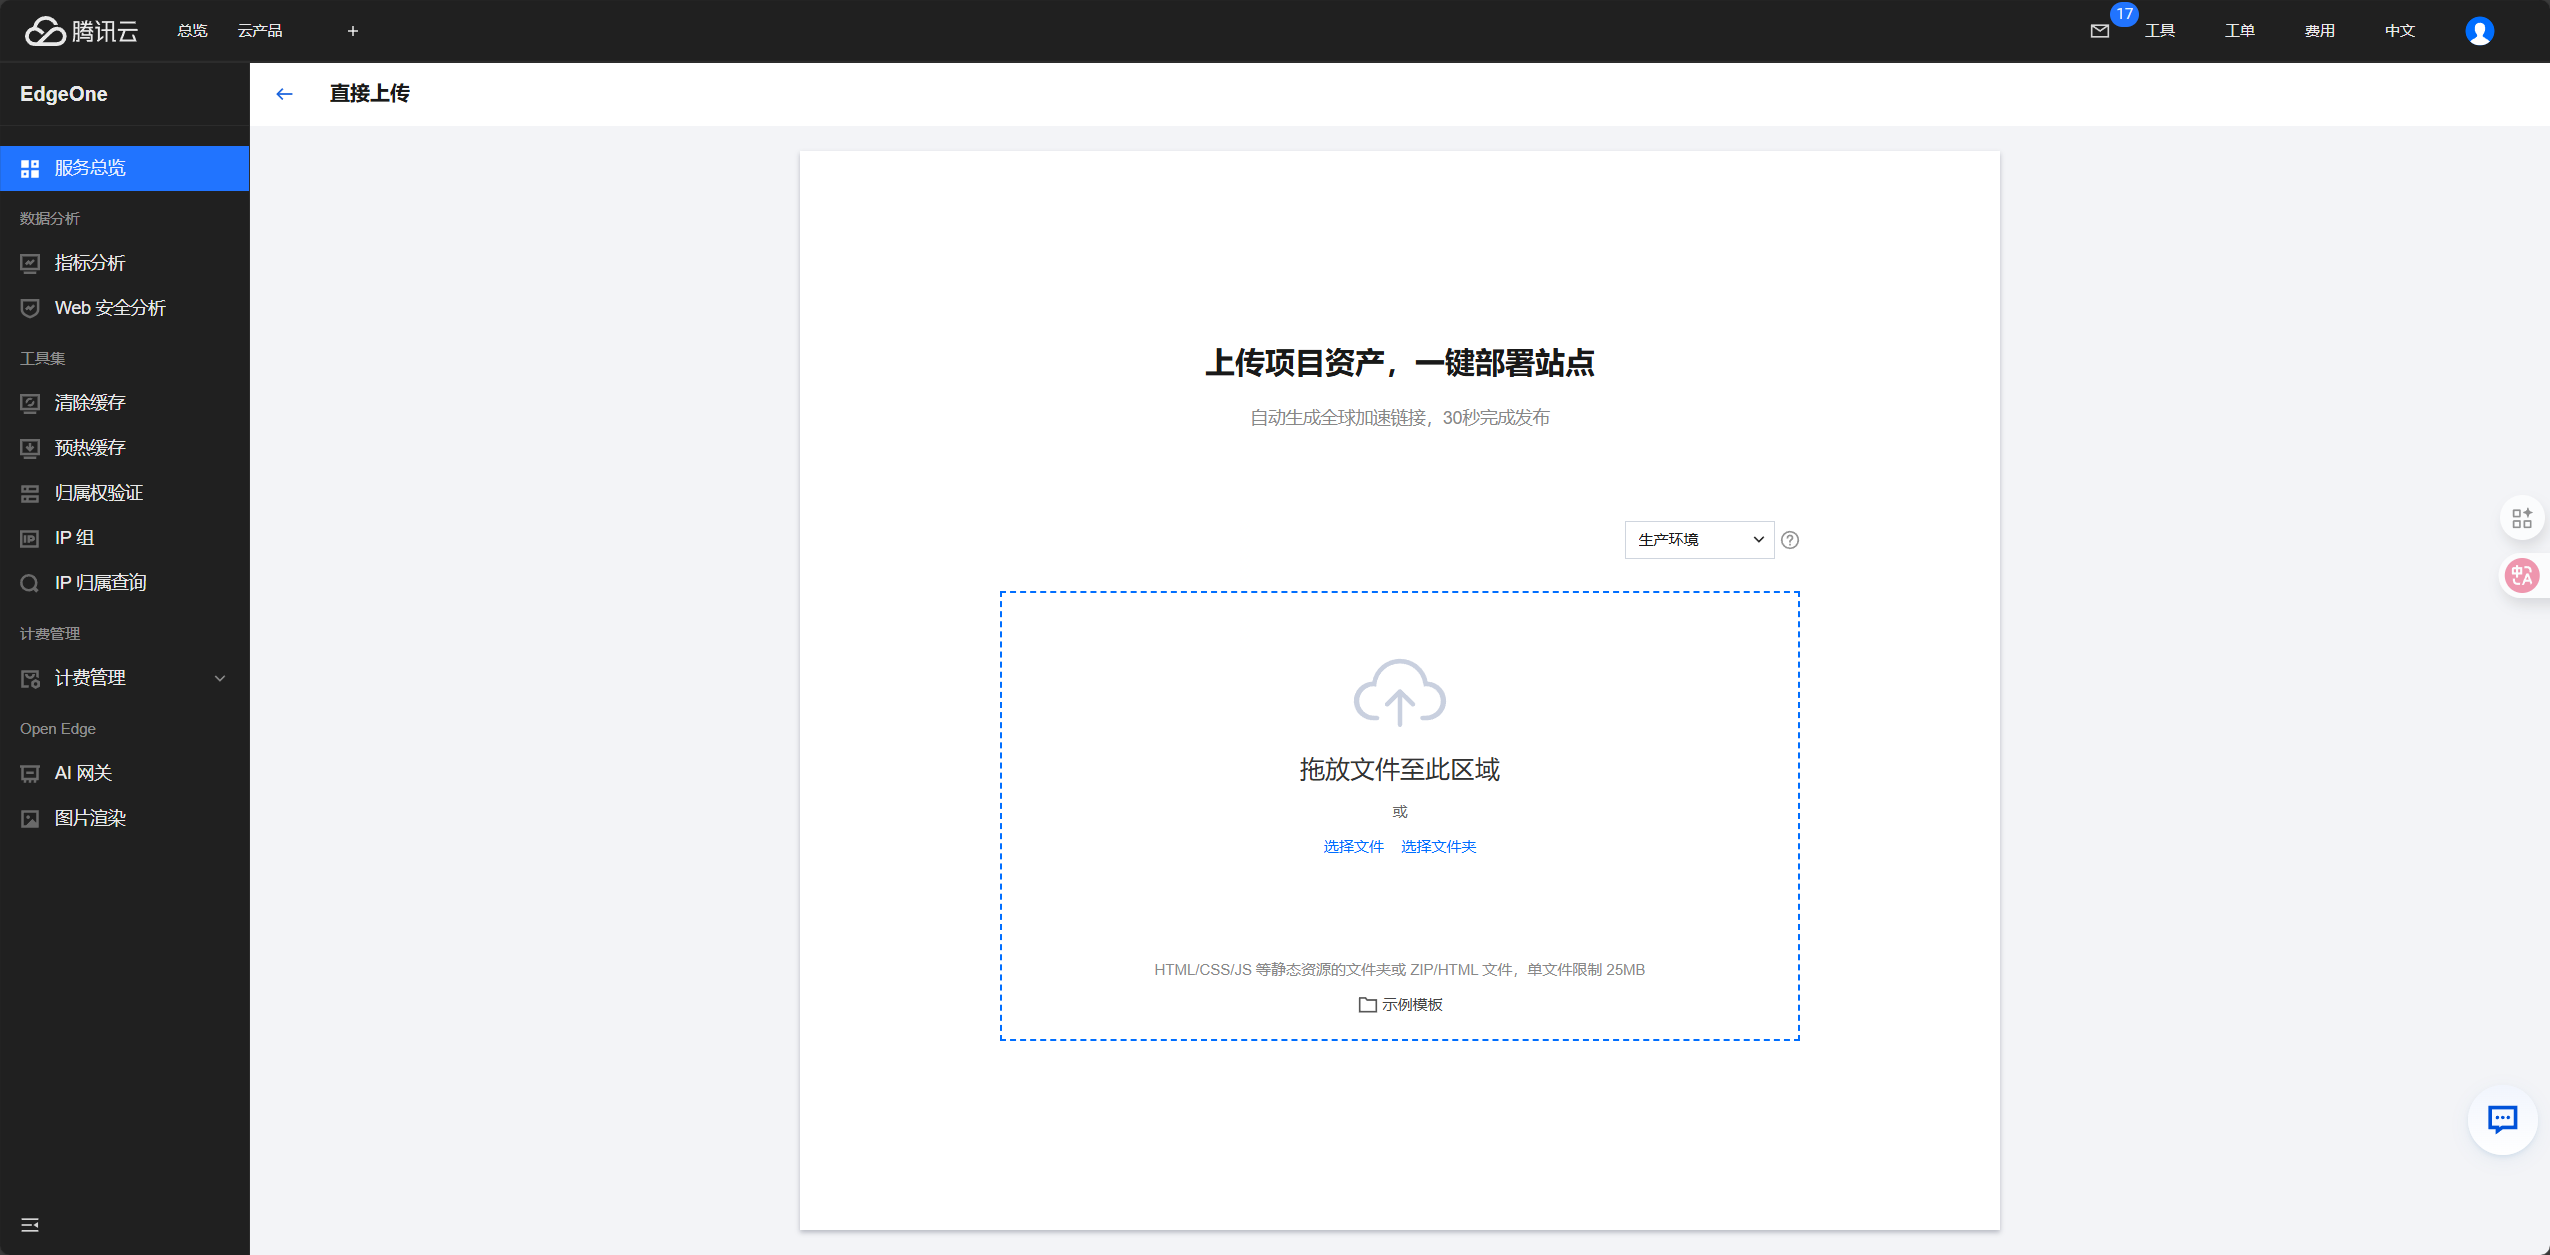 腾讯云 总览 云产品 + 17 工具 工单 费用 中文
EdgeOne
直接上传
服务总览
数据分析
指标分析
Web 安全分析
工具集
清除缓存
预热缓存
归属权验证
IP 组
IP 归属查询
计费管理
计费管理
Open Edge
AI 网关
图片渲染
上传项目资产，一键部署站点
自动生成全球加速链接，30秒完成发布
生产环境
拖放文件至此区域
或
选择文件 选择文件夹
HTML/CSS/JS 等静态资源的文件夹或 ZIP/HTML 文件，单文件限制 25MB
示例模板